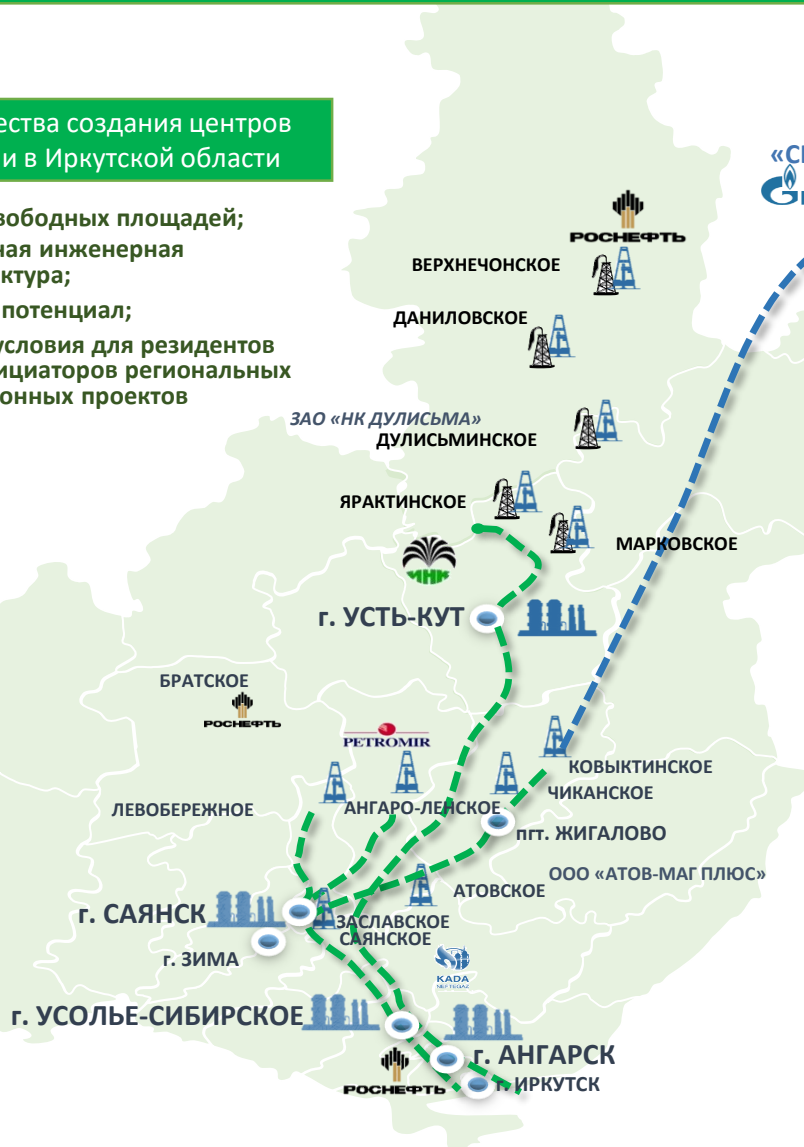 ества создания центров
и в Иркутской области
вободных площадей;
ная инженерная
ктура;
потенциал;
условия для резидентов
ициаторов региональных
онных проектов
РОСНЕФТЬ
ВЕРХНЕЧОНСКОЕ
ДАНИЛОВСКОЕ
ЗАО «НК ДУЛИСЬМА»
ДУЛИСЬМИНСКОЕ
ЯРАКТИНСКОЕ
МАРКОВСКОЕ
ИНК
г. УСТЬ-КУТ
БРАТСКОЕ
РОСНЕФТЬ
PETROMIR
КОВЫКТИНСКОЕ
ЧИКАНСКОЕ
ЛЕВОБЕРЕЖНОЕ
АНГАРО-ЛЕНСКОЕ
пгт. ЖИГАЛОВО
ООО «АТОВ-МАГ ПЛЮС»
АТОВСКОЕ
г. САЯНСК
ЗАСЛАВСКОЕ
САЯНСКОЕ
г. ЗИМА
KADA
NEFTEGAZ
г. УСОЛЬЕ-СИБИРСКОЕ
г. АНГАРСК
РОСНЕФТЬ
г. ИРКУТСК